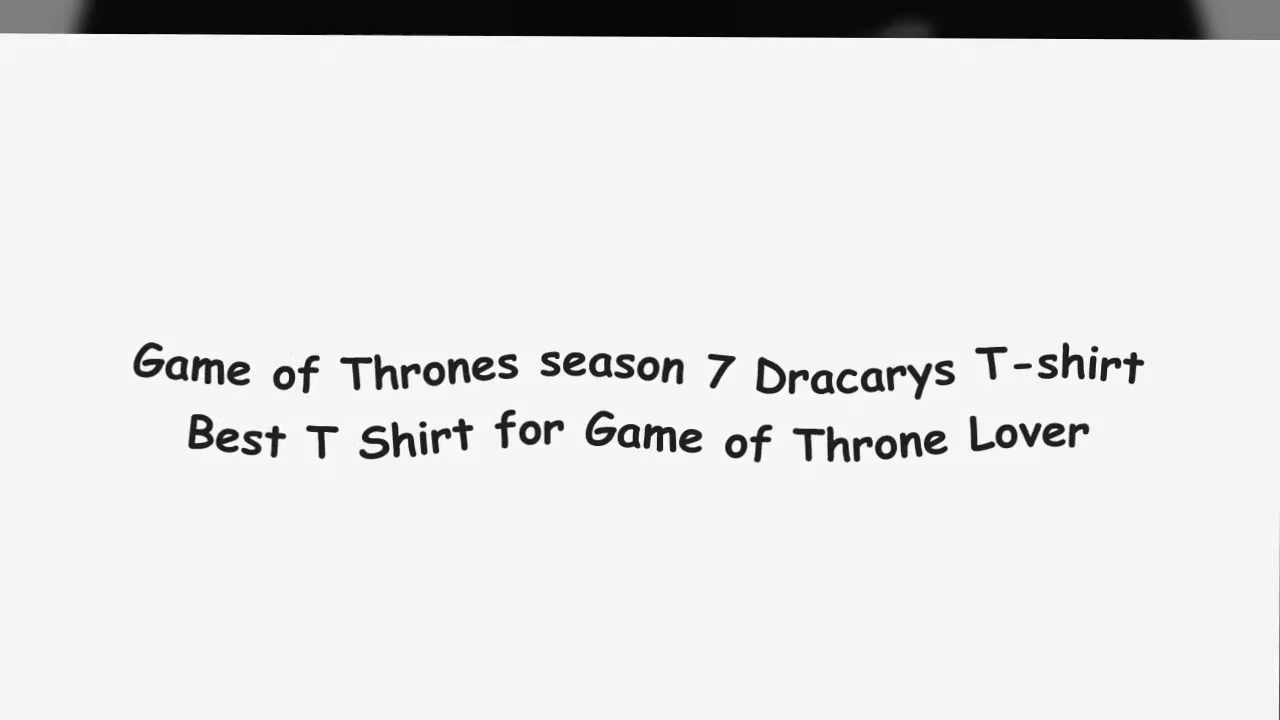 Game of Thrones season 7 Dracarys T-shirt
Best T Shirt for Game of Throne Lover